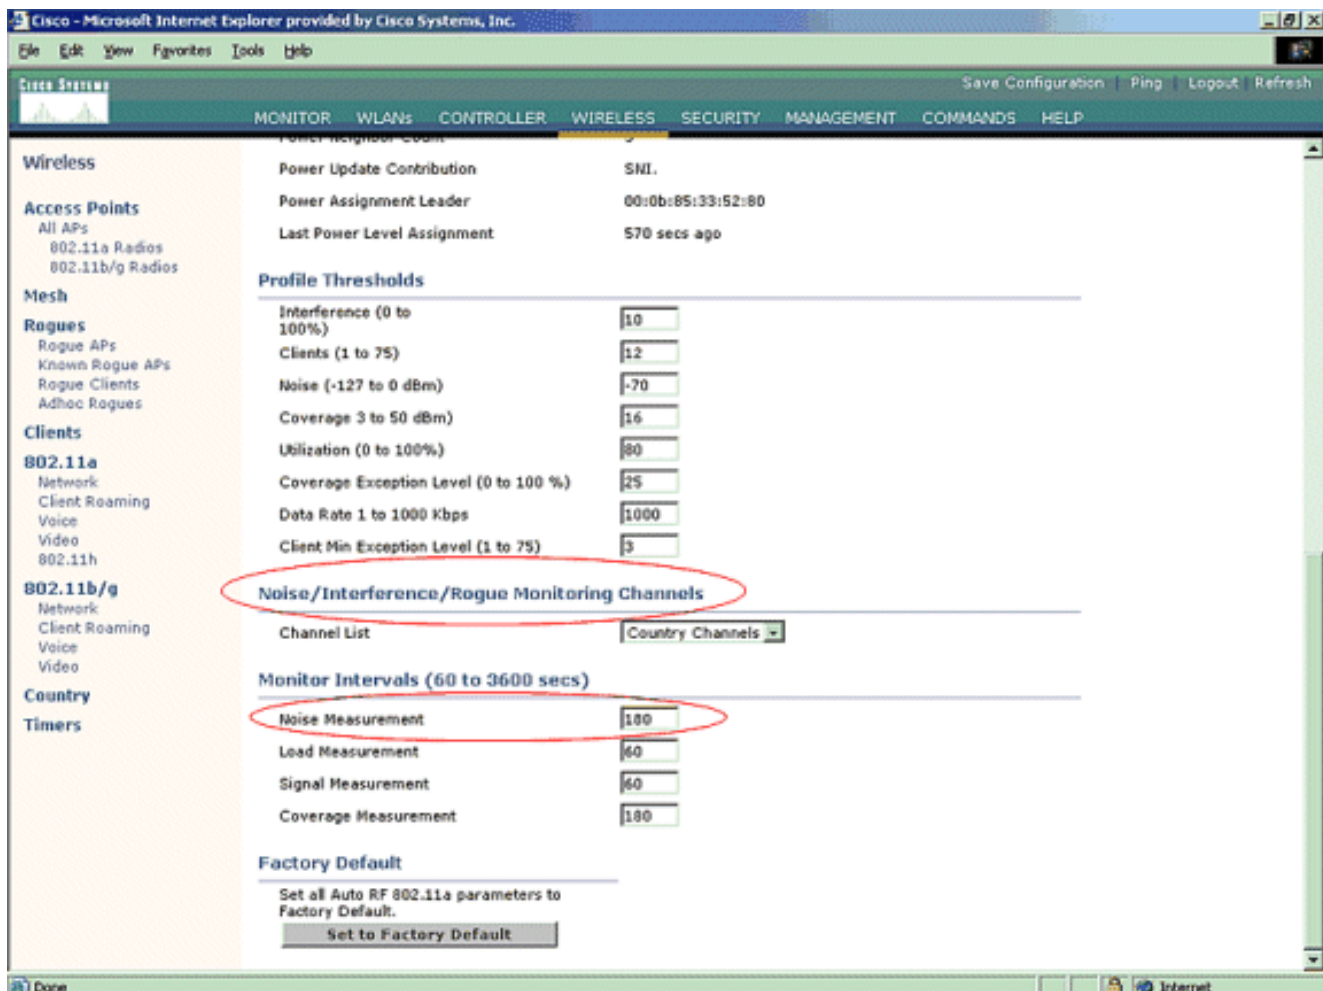 Cisco - Microsoft Internet Explorer provided by Cisco Systems, Inc.
File Edit View Favorites Tools Help
Cisco Systems
Save Configuration | Ping | Logout | Refresh
MONITOR WLANs CONTROLLER WIRELESS SECURITY MANAGEMENT COMMANDS HELP
Wireless
Access Points
All APs
802.11a Radios
802.11b/g Radios
Mesh
Rogues
Rogue APs
Known Rogue APs
Rogue Clients
Adhoc Rogues
Clients
802.11a
Network
Client Roaming
Voice
Video
802.11h
802.11b/g
Network
Client Roaming
Voice
Video
Country
Timers
Power Neighbor Count
Power Update Contribution SNI.
Power Assignment Leader 00:0b:85:33:52:80
Last Power Level Assignment 570 secs ago
Profile Thresholds
Interference (0 to
100%) 10
Clients (1 to 75) 12
Noise (-127 to 0 dBm) -70
Coverage 3 to 50 dBm) 16
Utilization (0 to 100%) 80
Coverage Exception Level (0 to 100 %) 25
Data Rate 1 to 1000 Kbps 1000
Client Min Exception Level (1 to 75) 3
Noise/Interference/Rogue Monitoring Channels
Channel List Country Channels
Monitor Intervals (60 to 3600 secs)
Noise Measurement 180
Load Measurement 60
Signal Measurement 60
Coverage Measurement 180
Factory Default
Set all Auto RF 802.11a parameters to
Factory Default.
Set to Factory Default
Done Internet